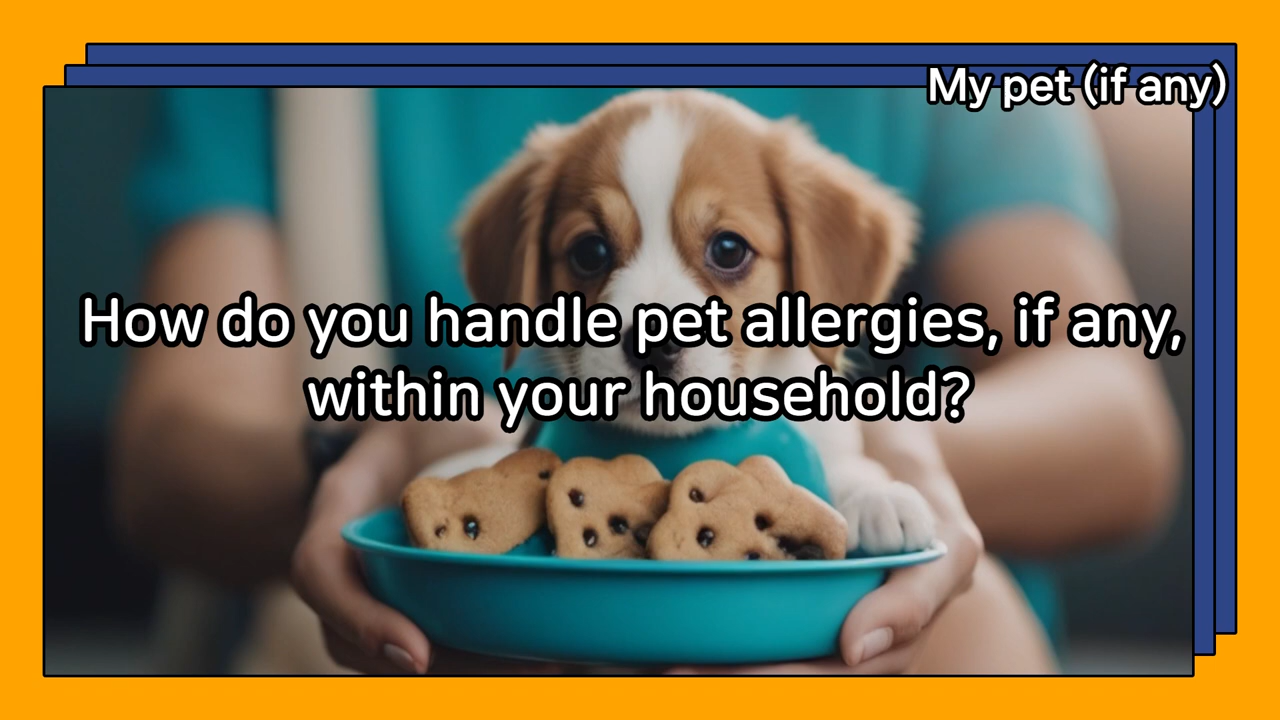 My pet (if any)
How do you handle pet allergies, if any,
within your household?